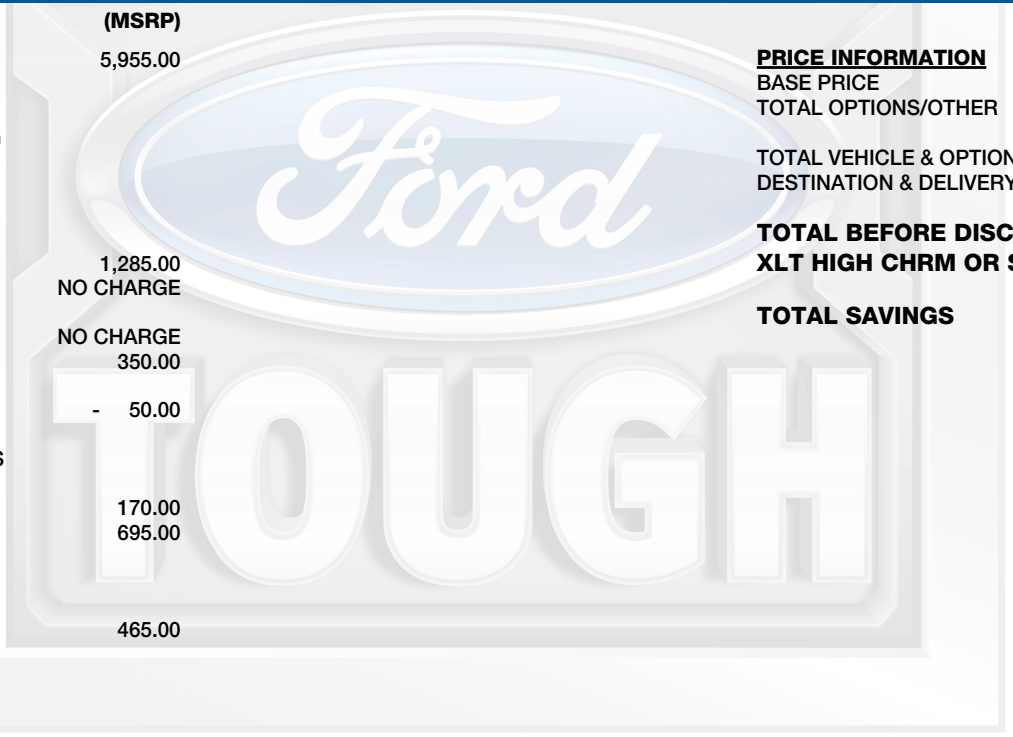 (MSRP)
5,955.00
1,285.00
NO CHARGE
NO CHARGE
350.00
- 50.00
S
170.00
695.00
465.00
PRICE INFORMATION
BASE PRICE
TOTAL OPTIONS/OTHER
TOTAL VEHICLE & OPTION
DESTINATION & DELIVERY
TOTAL BEFORE DISC
XLT HIGH CHRM OR S
TOTAL SAVINGS
Ford
TOUGH